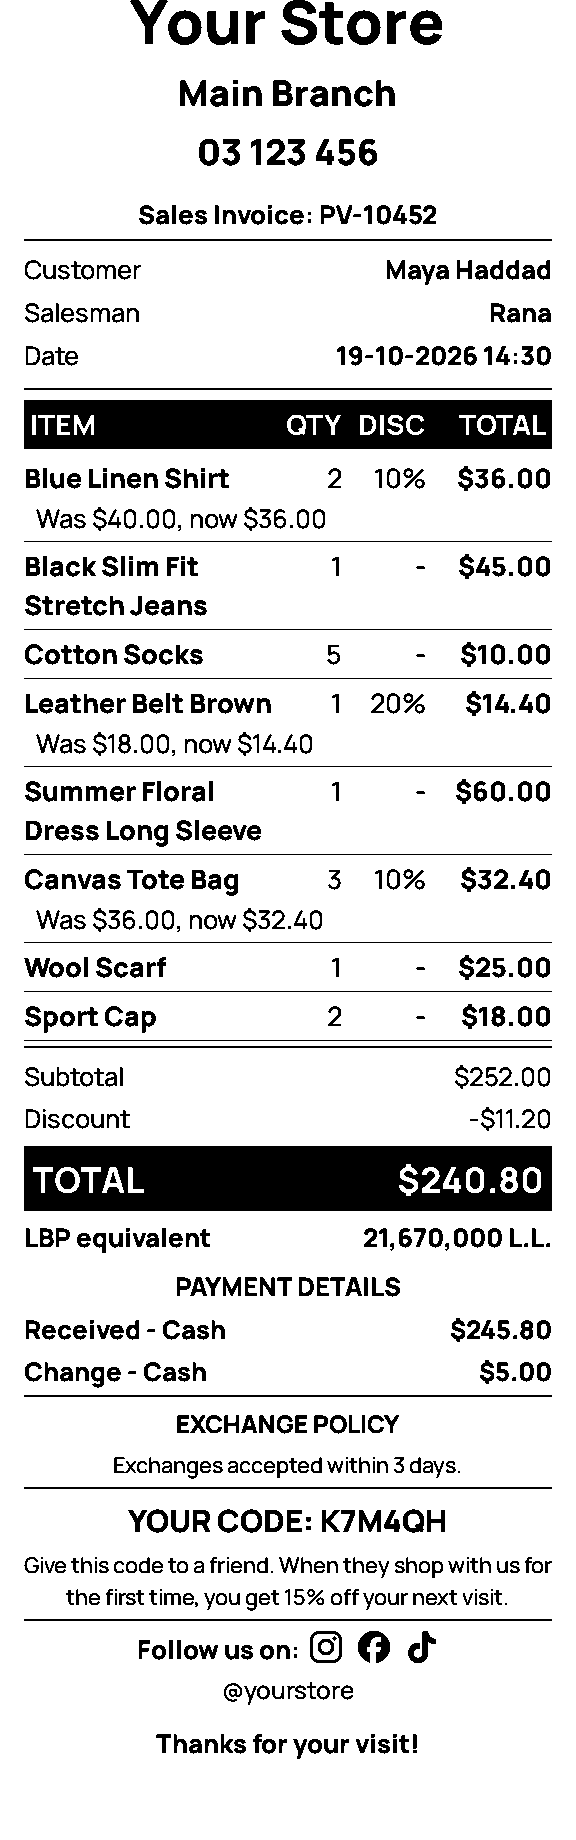 Your Store
Main Branch
03 123 456
Sales Invoice: PV-10452
Customer Maya Haddad
Salesman Rana
Date 19-10-2026 14:30
ITEM QTY DISC TOTAL
Blue Linen Shirt 2 10% $36.00
Was $40.00, now $36.00
Black Slim Fit 1 - $45.00
Stretch Jeans
Cotton Socks 5 - $10.00
Leather Belt Brown 1 20% $14.40
Was $18.00, now $14.40
Summer Floral 1 - $60.00
Dress Long Sleeve
Canvas Tote Bag 3 10% $32.40
Was $36.00, now $32.40
Wool Scarf 1 - $25.00
Sport Cap 2 - $18.00
Subtotal $252.00
Discount -$11.20
TOTAL $240.80
LBP equivalent 21,670,000 L.L.
PAYMENT DETAILS
Received - Cash $245.80
Change - Cash $5.00
EXCHANGE POLICY
Exchanges accepted within 3 days.
YOUR CODE: K7M4QH
Give this code to a friend. When they shop with us for
the first time, you get 15% off your next visit.
Follow us on:
@yourstore
Thanks for your visit!